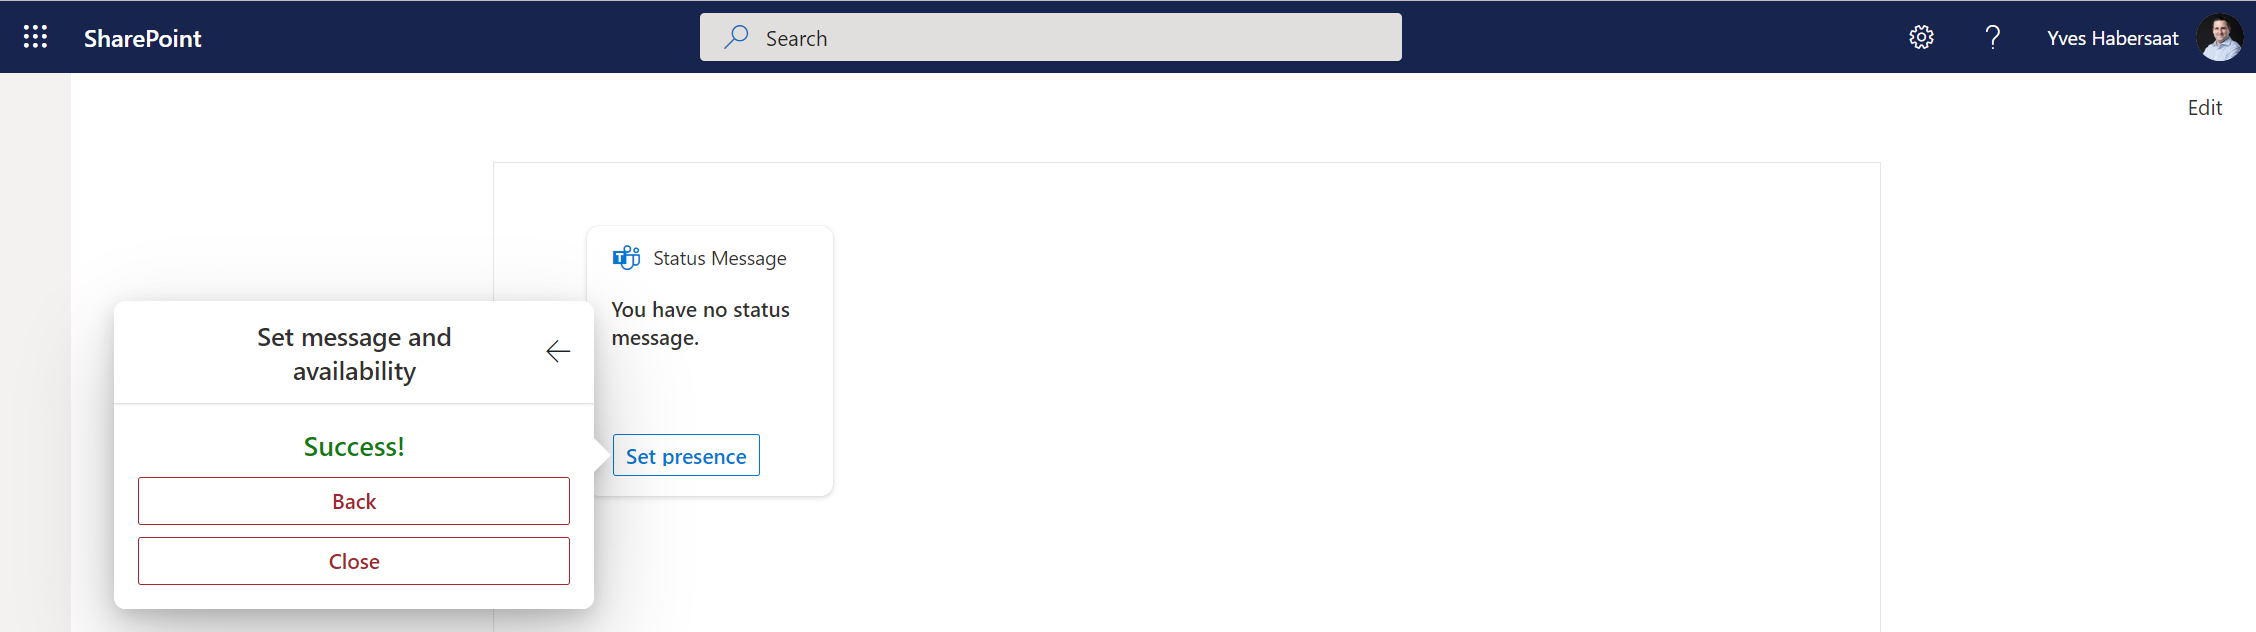 SharePoint
Search
Yves Habersaat
Edit
Status Message
You have no status
message.
Set presence
Set message and
availability
Success!
Back
Close